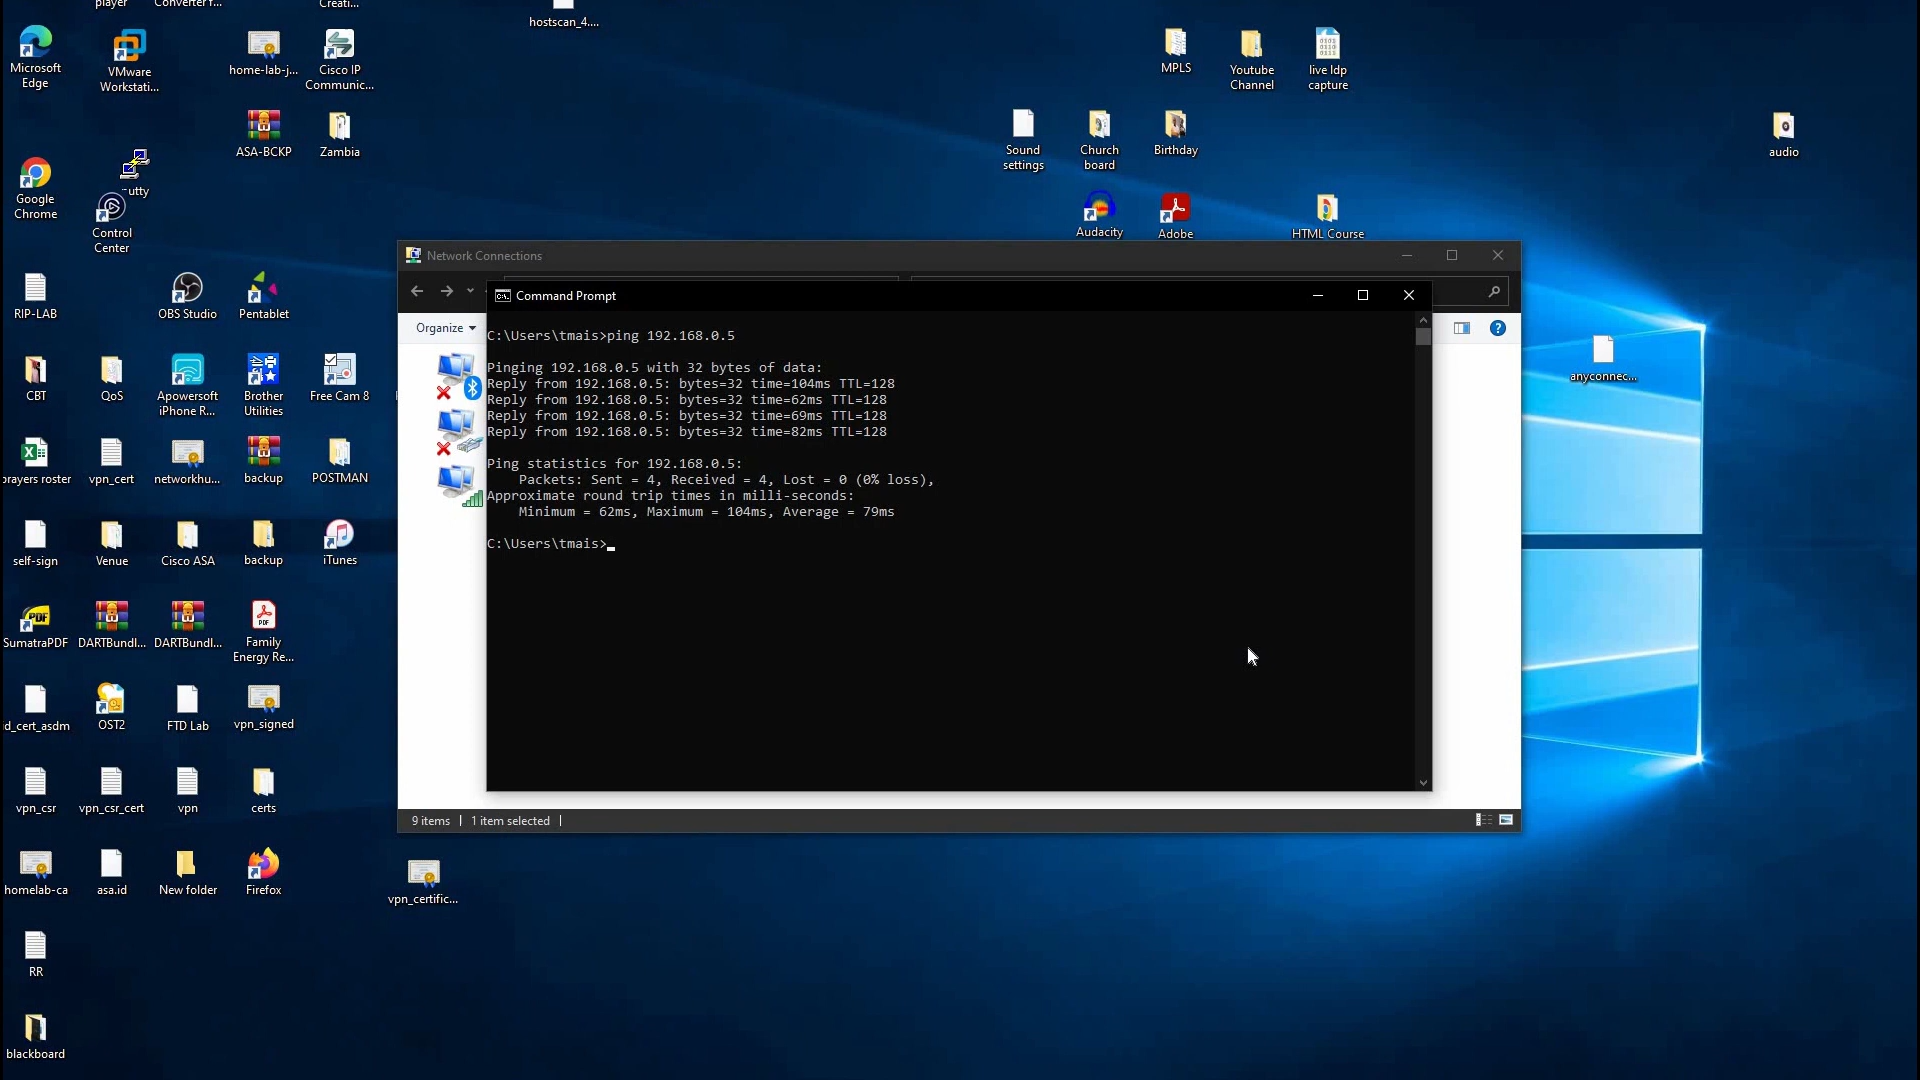 player
Converter f...
Creati...
hostscan_4....
Microsoft
Edge
VMware
Workstati...
home-lab-j...
Cisco IP
Communic...
MPLS
Youtube
Channel
live ldp
capture
ASA-BCKP
Zambia
Sound
settings
Church
board
Birthday
audio
Google
Chrome
utty
Control
Center
Audacity
Adobe
HTML Course
Network Connections
RIP-LAB
OBS Studio
Pentablet
Command Prompt
Organize
C:\Users\tmais>ping 192.168.0.5
Pinging 192.168.0.5 with 32 bytes of data:
Reply from 192.168.0.5: bytes=32 time=104ms TTL=128
Reply from 192.168.0.5: bytes=32 time=62ms TTL=128
Reply from 192.168.0.5: bytes=32 time=69ms TTL=128
Reply from 192.168.0.5: bytes=32 time=82ms TTL=128
Ping statistics for 192.168.0.5:
Packets: Sent = 4, Received = 4, Lost = 0 (0% loss),
Approximate round trip times in milli-seconds:
Minimum = 62ms, Maximum = 104ms, Average = 79ms
C:\Users\tmais>
anyconnec...
CBT
QoS
Apowersoft
iPhone R...
Brother
Utilities
Free Cam 8
prayers roster
vpn_cert
networkhu...
backup
POSTMAN
self-sign
Venue
Cisco ASA
backup
iTunes
SumatraPDF
DARTBundl...
DARTBundl...
Family
Energy Re...
id_cert_asdm
OST2
FTD Lab
vpn_signed
vpn_csr
vpn_csr_cert
vpn
certs
9 items
1 item selected
homelab-ca
asa.id
New folder
Firefox
vpn_certific...
RR
blackboard